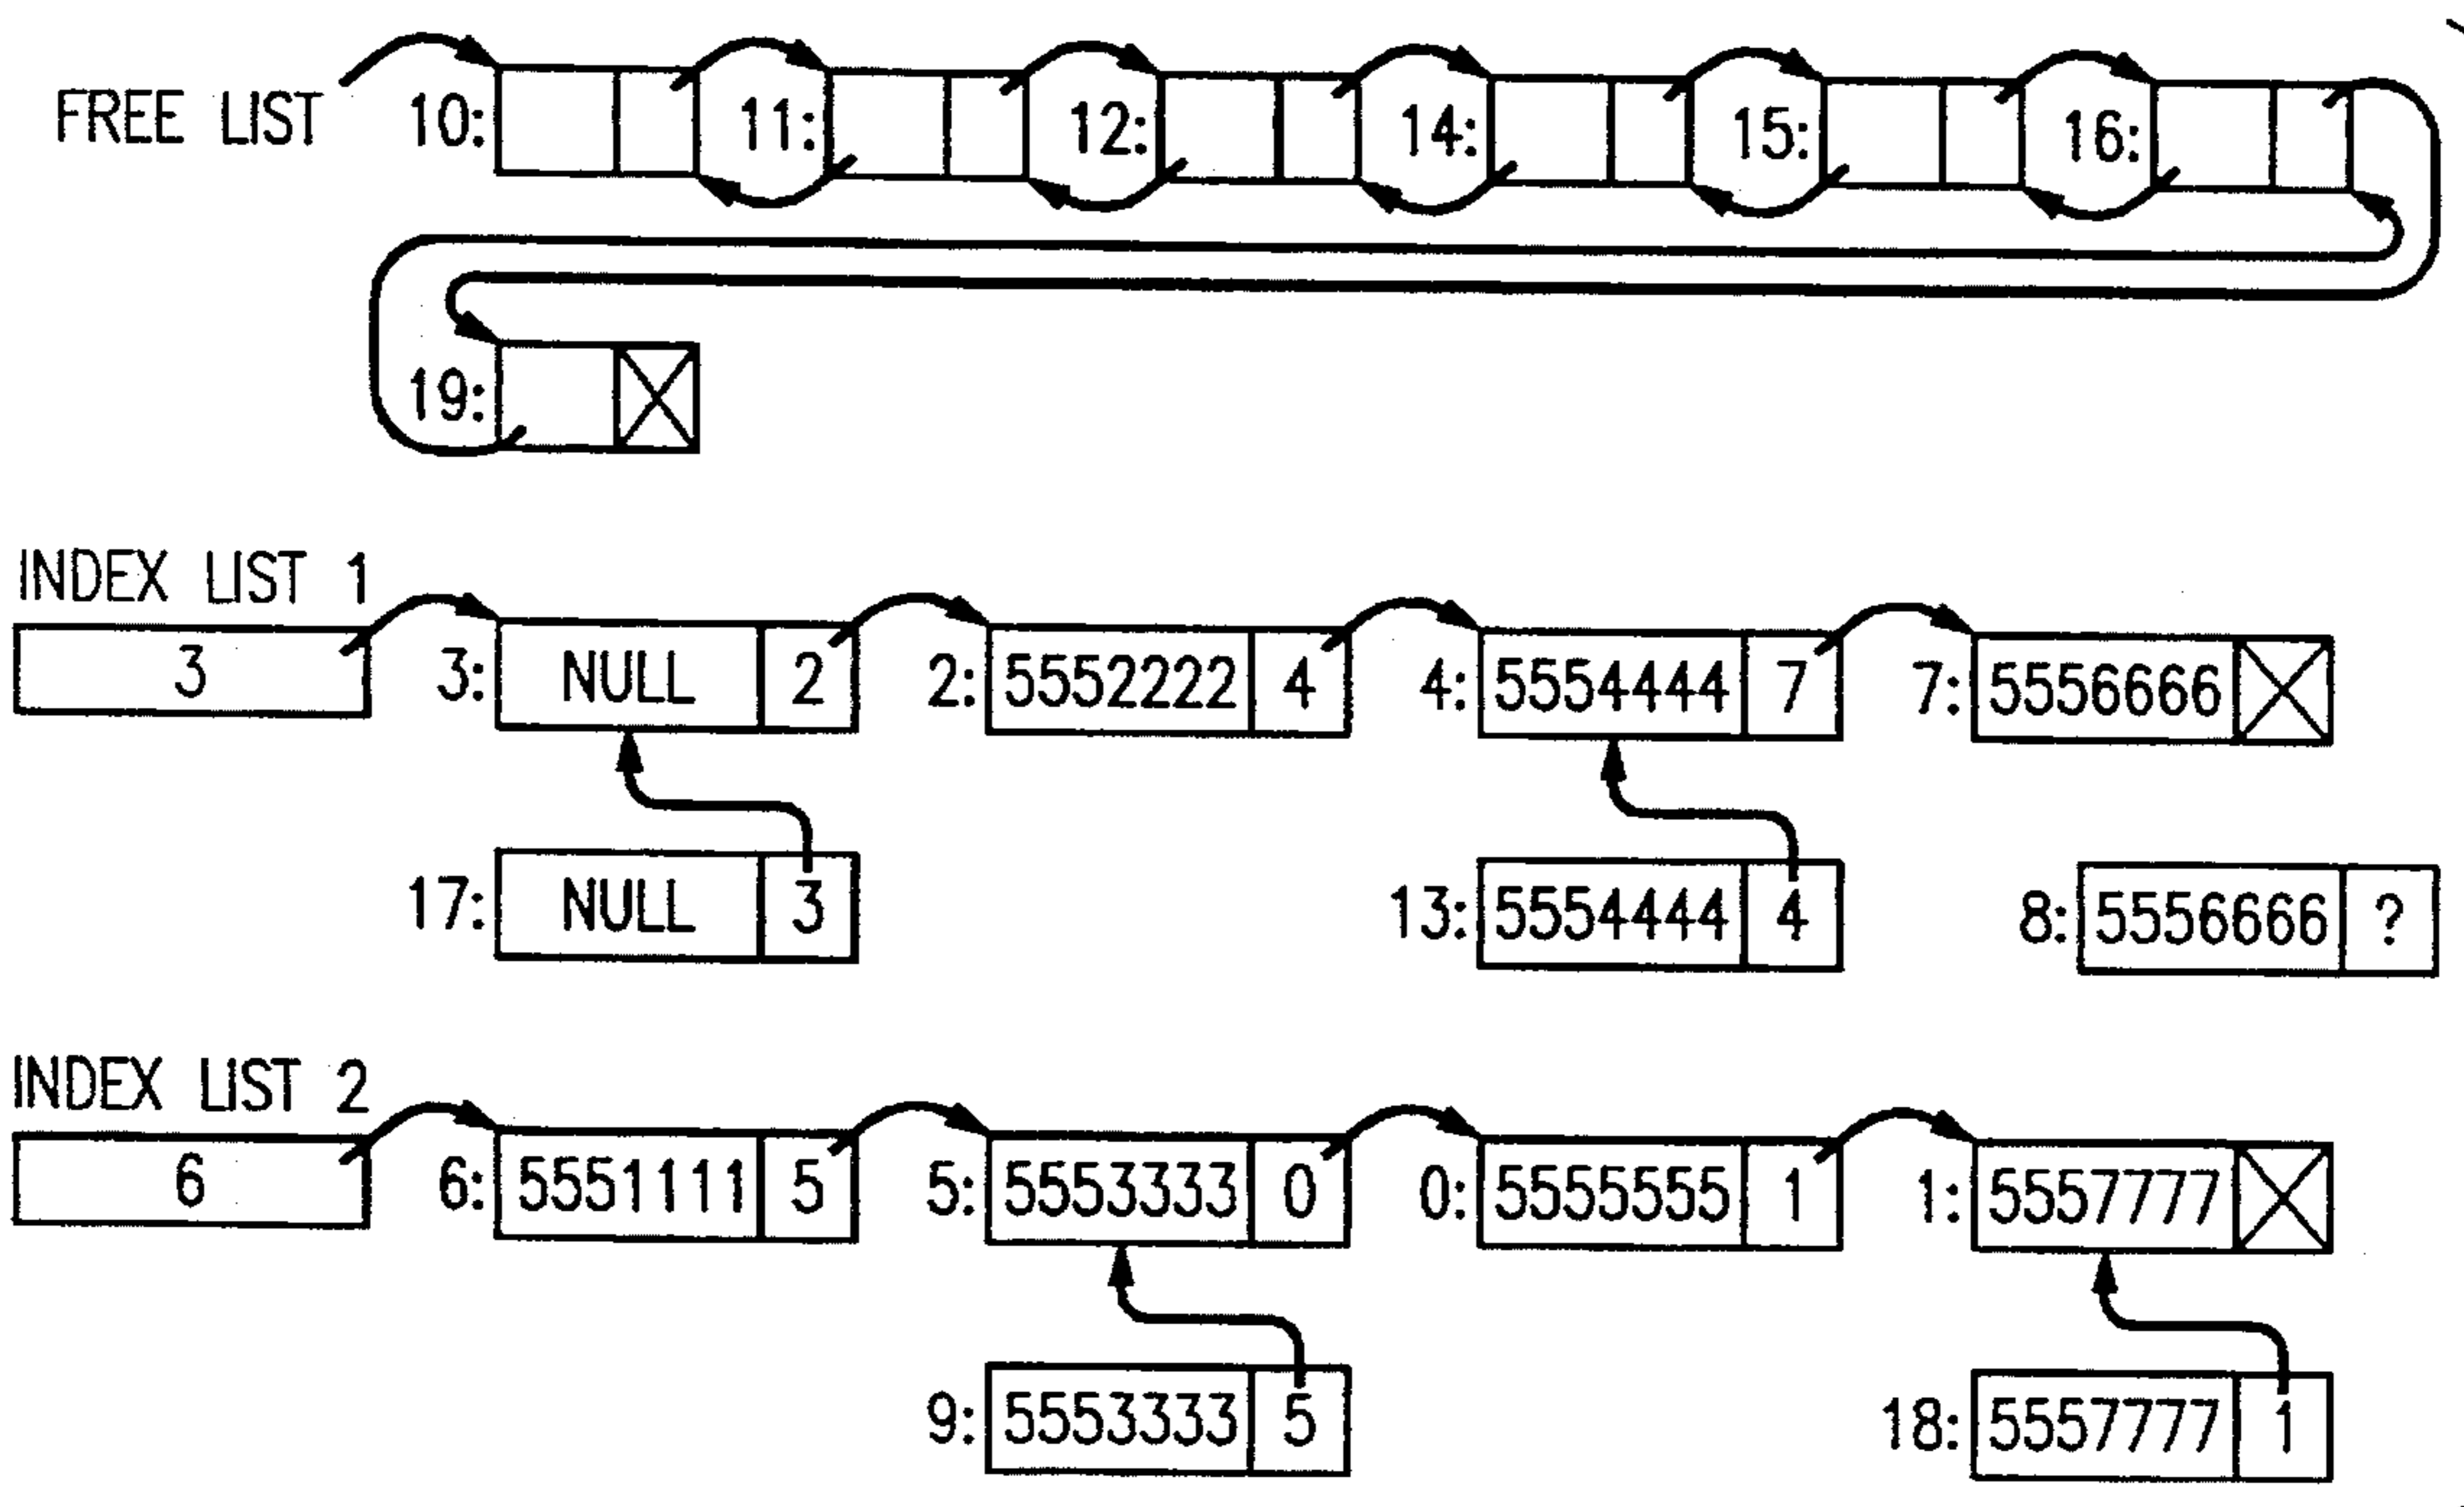 FREE LIST 10: 11: 12: 14: 15: 16:
19:
INDEX LIST 1
3 3: NULL 2 2: 5552222 4 4: 5554444 7 7: 5556666
17: NULL 3 13: 5554444 4 8: 5556666 ?
INDEX LIST 2
6 6: 5551111 5 5: 5553333 0 0: 5555555 1 1: 5557777
9: 5553333 5 18: 5557777 1